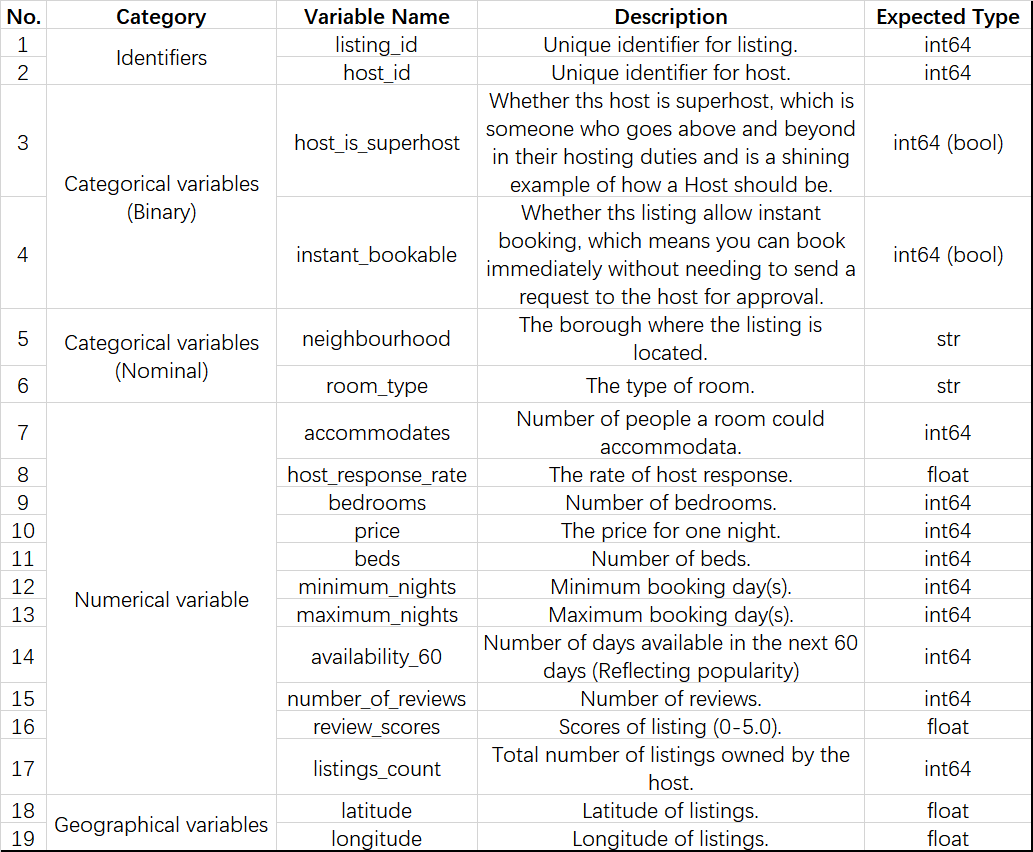 No. Category Variable Name Description Expected Type
1 Identifiers listing_id Unique identifier for listing. int64
2 host_id Unique identifier for host. int64
3 Categorical variables
(Binary) host_is_superhost Whether ths host is superhost, which is
someone who goes above and beyond
in their hosting duties and is a shining
example of how a Host should be. int64 (bool)
4 instant_bookable Whether ths listing allow instant
booking, which means you can book
immediately without needing to send a
request to the host for approval. int64 (bool)
5 Categorical variables
(Nominal) neighbourhood The borough where the listing is
located. str
6 room_type The type of room. str
7 Numerical variable accommodates Number of people a room could
accommodata. int64
8 host_response_rate The rate of host response. float
9 bedrooms Number of bedrooms. int64
10 price The price for one night. int64
11 beds Number of beds. int64
12 minimum_nights Minimum booking day(s). int64
13 maximum_nights Maximum booking day(s). int64
14 availability_60 Number of days available in the next 60
days (Reflecting popularity) int64
15 number_of_reviews Number of reviews. int64
16 review_scores Scores of listing (0-5.0). float
17 listings_count Total number of listings owned by the
host. int64
18 Geographical variables latitude Latitude of listings. float
19 longitude Longitude of listings. float